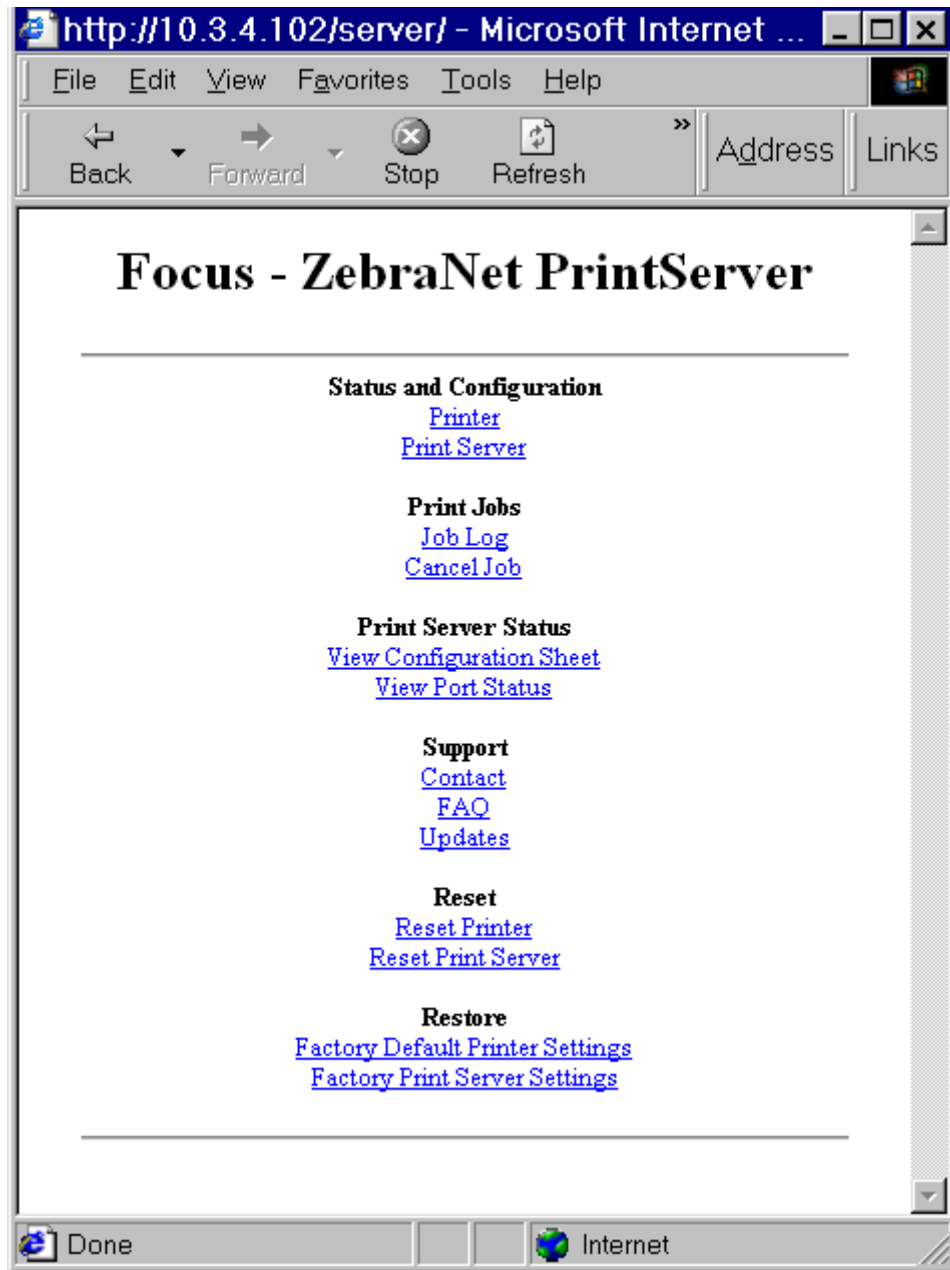 http://10.3.4.102/server/ - Microsoft Internet ...
File Edit View Favorites Tools Help
Back Forward Stop Refresh » Address Links
Focus - ZebraNet PrintServer
Status and Configuration
Printer
Print Server
Print Jobs
Job Log
Cancel Job
Print Server Status
View Configuration Sheet
View Port Status
Support
Contact
FAQ
Updates
Reset
Reset Printer
Reset Print Server
Restore
Factory Default Printer Settings
Factory Print Server Settings
Done Internet